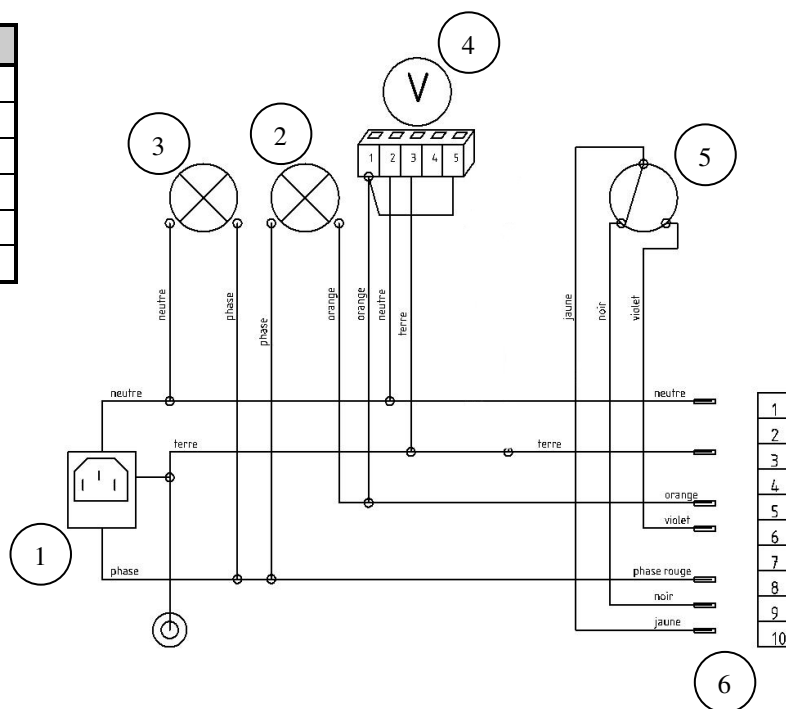 4
V
3
2
5
1 2 3 4 5
neutre
phase
phase
orange
orange
neutre
terre
jaune
noir
violet
neutre
neutre
1
2
terre
terre
3
4
orange
5
violet
6
1
7
phase
phase rouge
8
noir
9
jaune
10
6